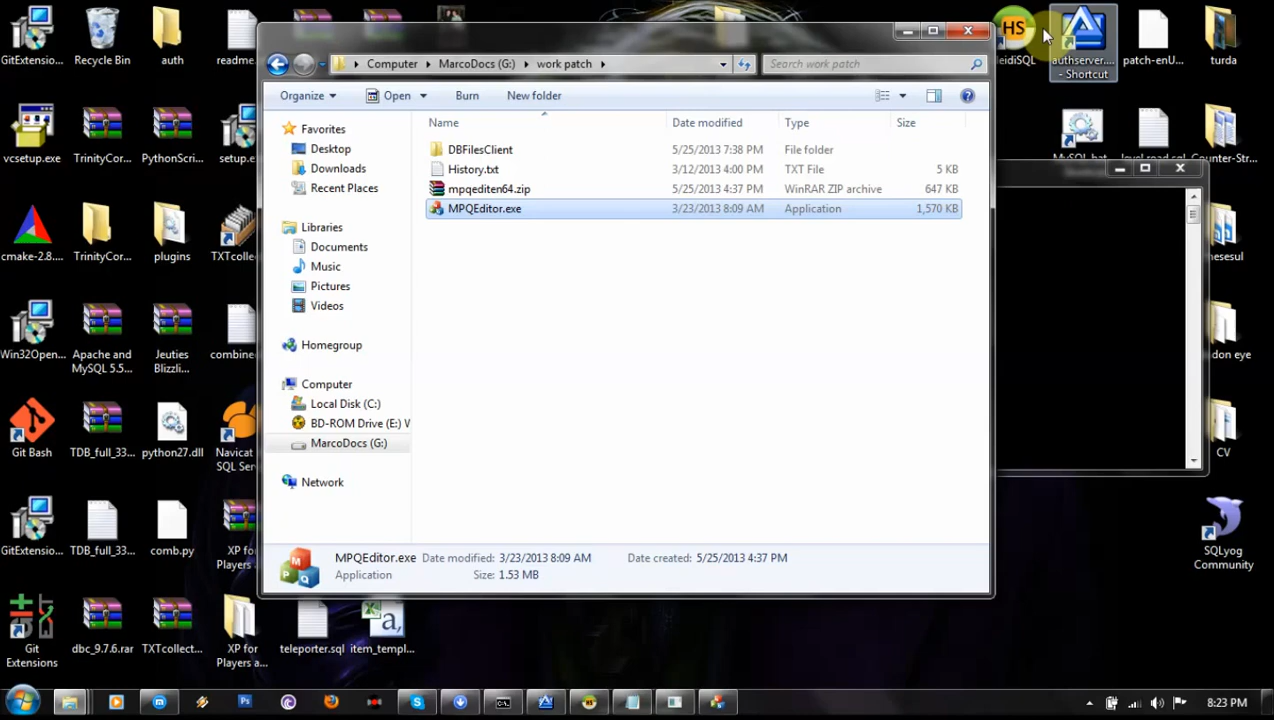 GitExtension...
Recycle Bin
auth
readme..
HS
HeidiSQL
authserver....
- Shortcut
patch-enU...
turda
Computer
MarcoDocs (G:)
work patch
Search work patch
Organize
Open
Burn
New folder
Name
Date modified
Type
Size
DBFilesClient
5/25/2013 7:38 PM
File folder
History.txt
3/12/2013 4:00 PM
TXT File
5 KB
mpqediten64.zip
5/25/2013 4:37 PM
WinRAR ZIP archive
647 KB
MPQEditor.exe
3/23/2013 8:09 AM
Application
1,570 KB
Favorites
Desktop
Downloads
Recent Places
Libraries
Documents
Music
Pictures
Videos
Homegroup
Computer
Local Disk (C:)
BD-ROM Drive (E:) W
MarcoDocs (G:)
Network
MPQEditor.exe
Date modified: 3/23/2013 8:09 AM
Date created: 5/25/2013 4:37 PM
Application
Size: 1.53 MB
vcsetup.exe
TrinityCor...
PythonScri...
setup.e...
level road.sql
Counter-Str...
cmake-2.8....
TrinityCor...
plugins
TXTcollect
nesesul
Win32Open...
Apache and
MySQL 5.5...
Jeuties
Blizzli...
combine
don eye
Git Bash
TDB_full_33...
python27.dll
Navicat
SQL Ser
CV
GitExtensio...
TDB_full_33...
comb.py
XP for
Players
SQLyog
Community
Git
Extensions
dbc_9.7.6.rar
TXTcollect...
XP for
Players a...
teleporter.sql
item_templ...
8:23 PM